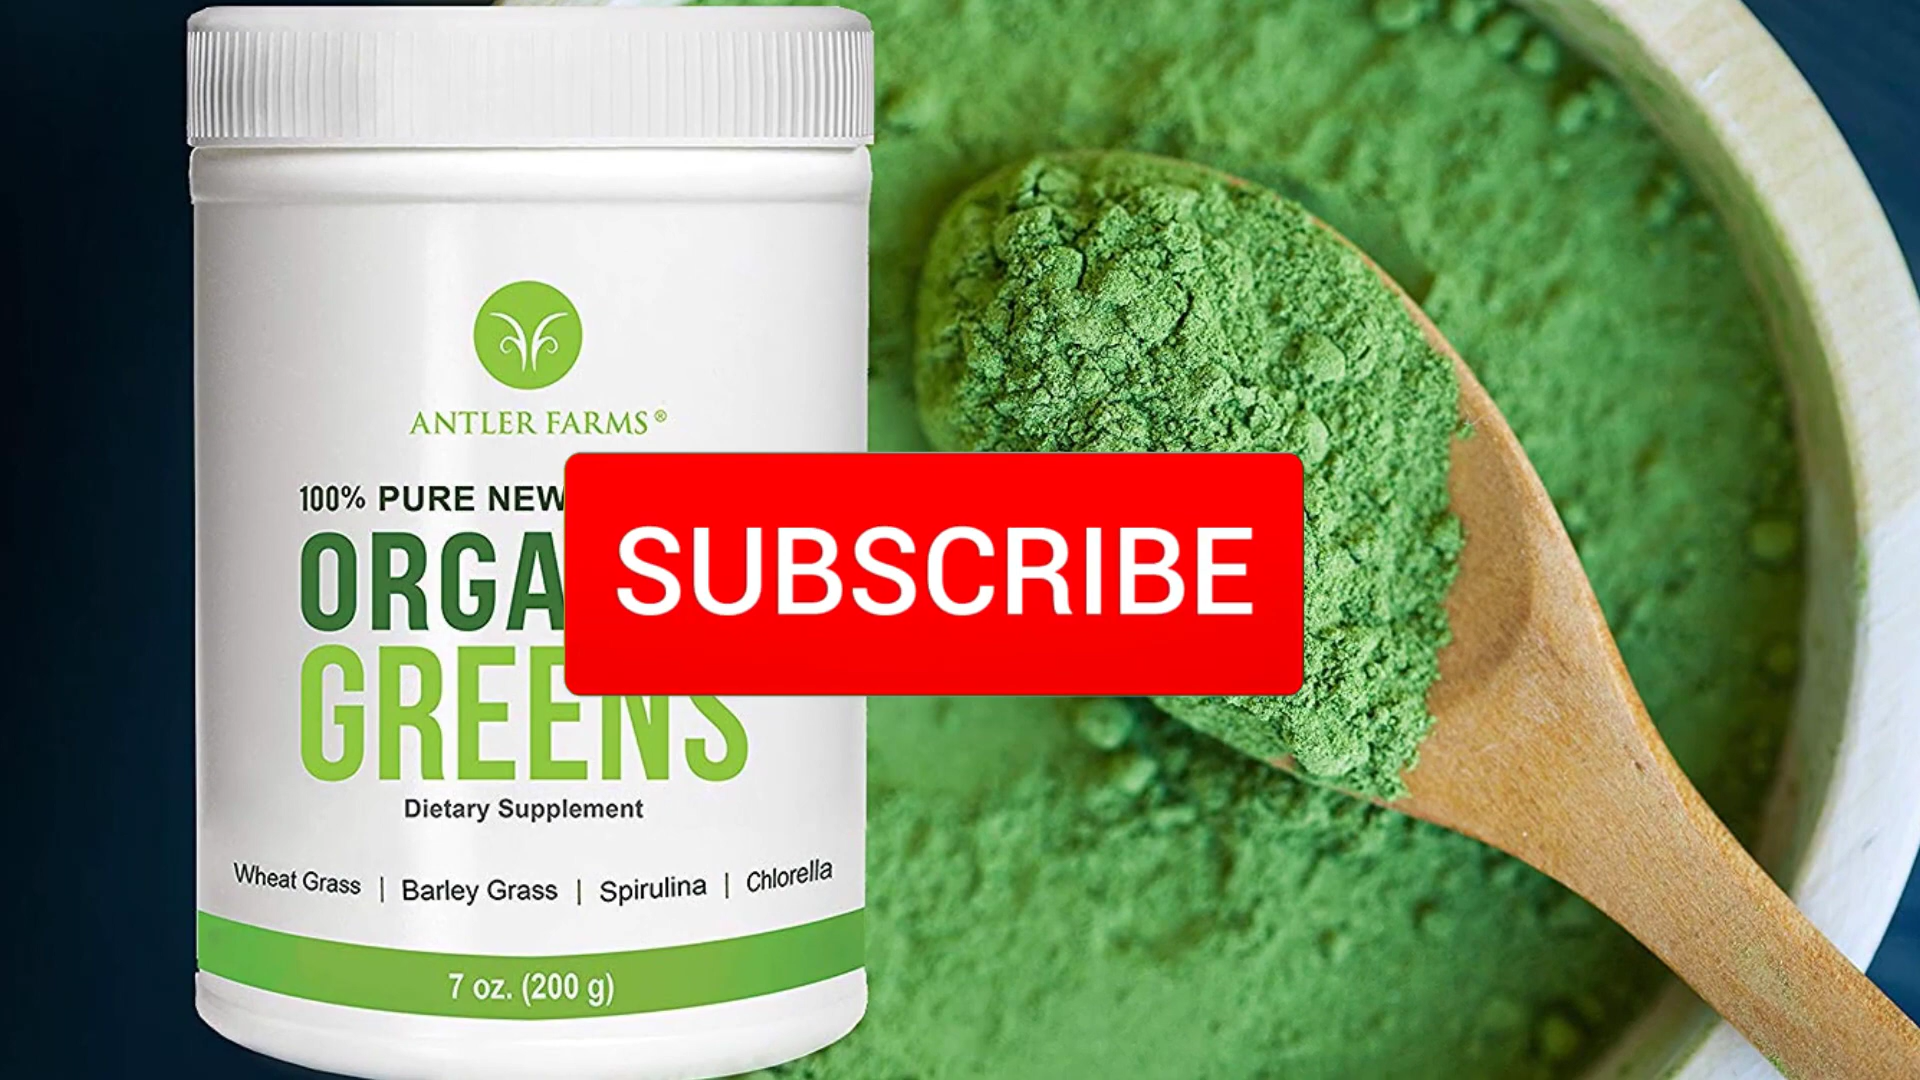 ANTLER FARMS®
100% PURE NEW
ORGA
SUBSCRIBE
GREENS
Dietary Supplement
Wheat Grass | Barley Grass | Spirulina | Chlorella
7 oz. (200 g)